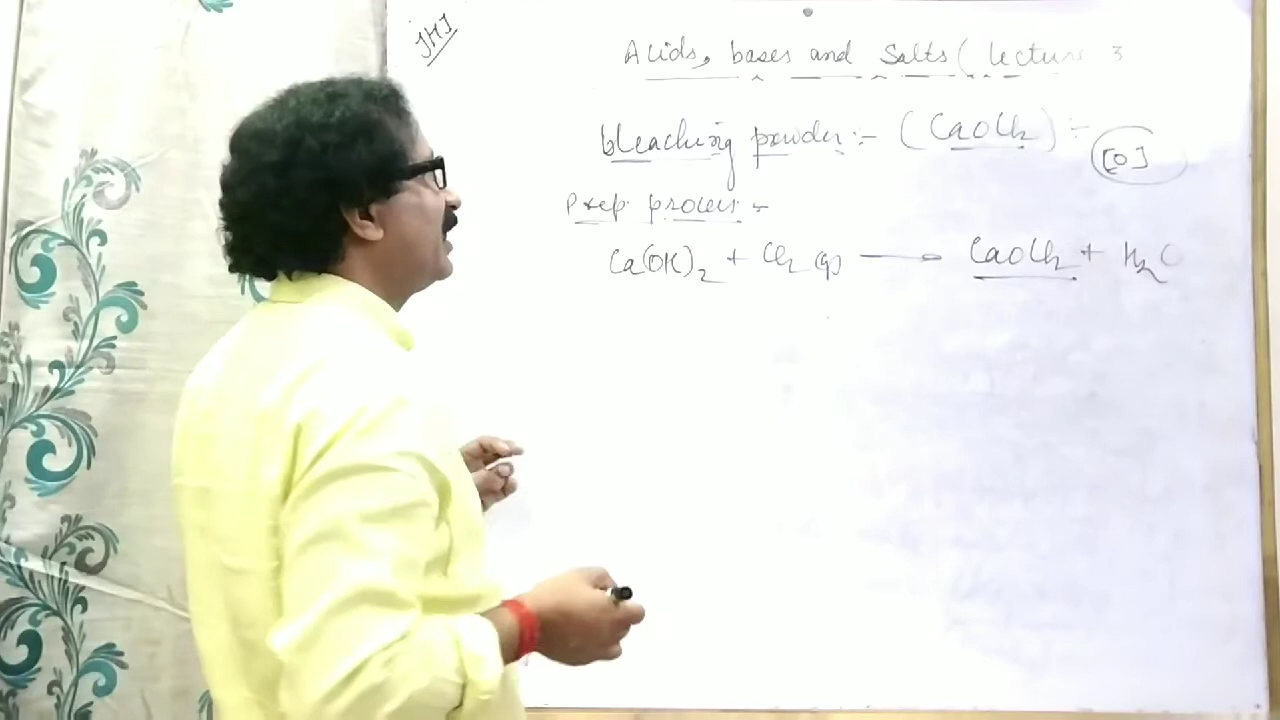 JHJ
Acids, bases and Salts ( lecture 3
bleaching powder :- ( CaOCl₂ ) :-
[O]
Prep. process :-
Ca(OH)₂ + Cl₂ (g) → CaOCl₂ + H₂O